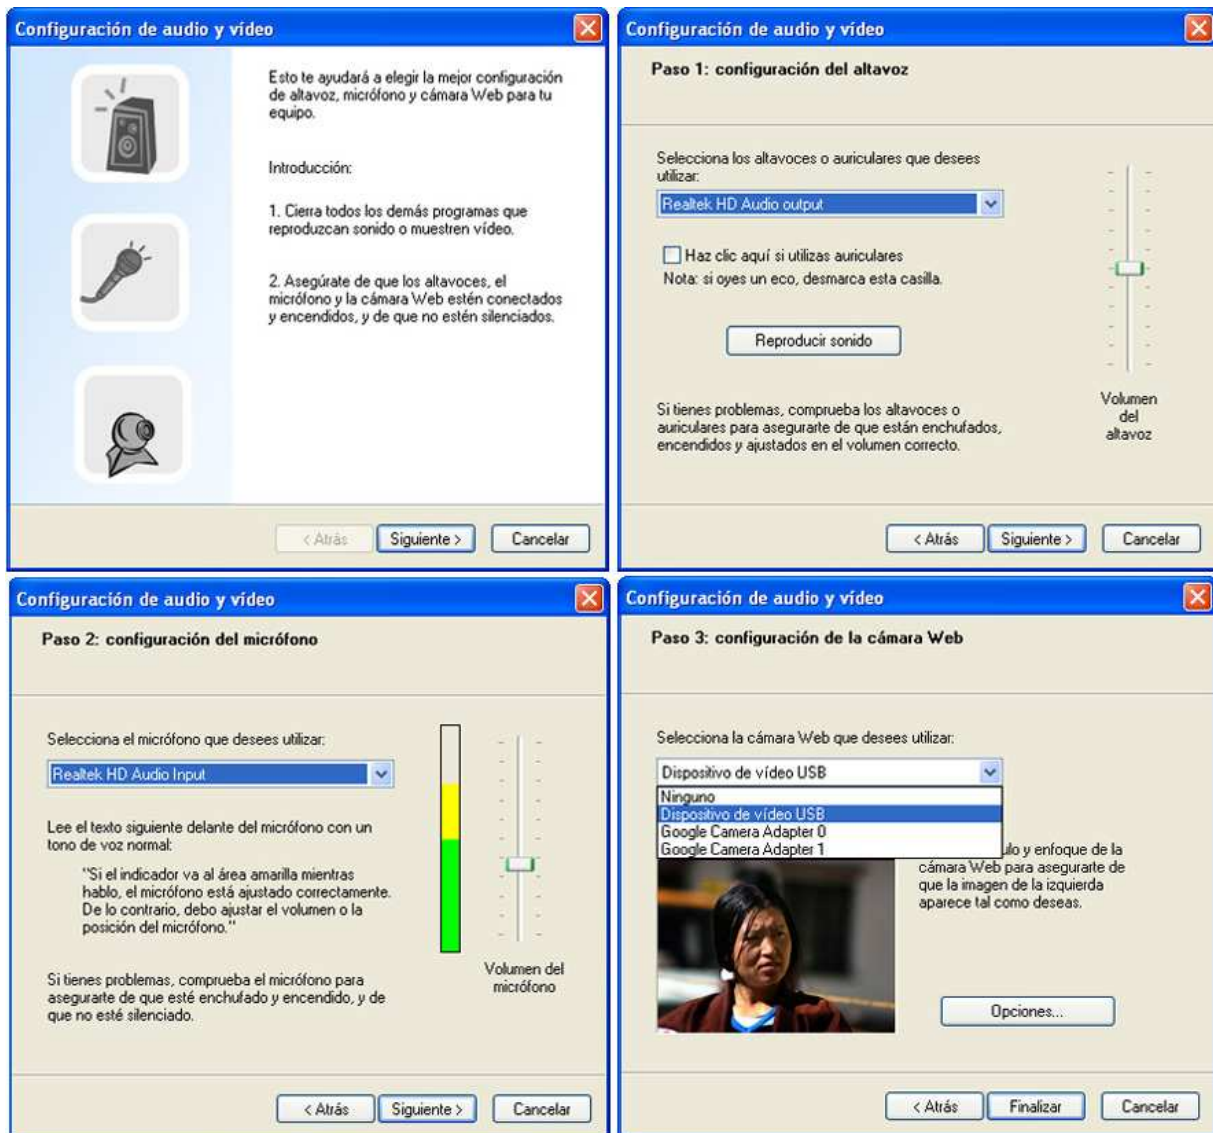 Configuración de audio y vídeo
Esto te ayudará a elegir la mejor configuración
de altavoz, micrófono y cámara Web para tu
equipo.
Introducción:
1. Cierra todos los demás programas que
reproduzcan sonido o muestren vídeo.
2. Asegúrate de que los altavoces, el
micrófono y la cámara Web estén conectados
y encendidos, y de que no estén silenciados.
< Atrás Siguiente > Cancelar
Configuración de audio y vídeo
Paso 1: configuración del altavoz
Selecciona los altavoces o auriculares que desees
utilizar:
Realtek HD Audio output
Haz clic aquí si utilizas auriculares
Nota: si oyes un eco, desmarca esta casilla.
Reproducir sonido
Si tienes problemas, comprueba los altavoces o
auriculares para asegurarte de que están enchufados,
encendidos y ajustados en el volumen correcto.
Volumen
del
altavoz
< Atrás Siguiente > Cancelar
Configuración de audio y vídeo
Paso 2: configuración del micrófono
Selecciona el micrófono que desees utilizar:
Realtek HD Audio Input
Lee el texto siguiente delante del micrófono con un
tono de voz normal:
"Si el indicador va al área amarilla mientras
hablo, el micrófono está ajustado correctamente.
De lo contrario, debo ajustar el volumen o la
posición del micrófono."
Si tienes problemas, comprueba el micrófono para
asegurarte de que esté enchufado y encendido, y de
que no esté silenciado.
Volumen del
micrófono
< Atrás Siguiente > Cancelar
Configuración de audio y vídeo
Paso 3: configuración de la cámara Web
Selecciona la cámara Web que desees utilizar:
Dispositivo de vídeo USB
Ninguno
Dispositivo de vídeo USB
Google Camera Adapter 0
Google Camera Adapter 1
ulo y enfoque de la
cámara Web para asegurarte de
que la imagen de la izquierda
aparece tal como deseas.
Opciones...
< Atrás Finalizar Cancelar